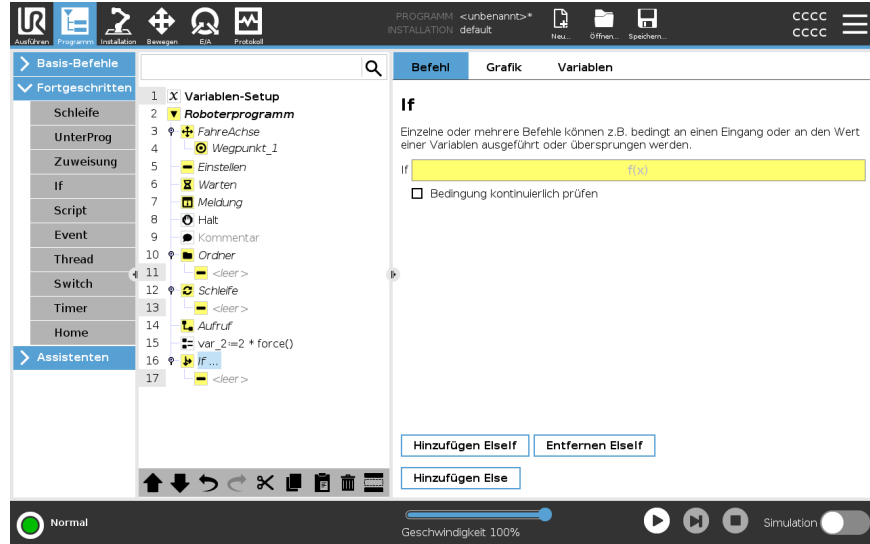 UR
Ausführen
Programm
Installation
Bewegen
E/A
Protokoll
PROGRAMM <unbenannt>*
INSTALLATION default
Neu...
Öffnen...
Speichern...
CCCC
CCCC
Basis-Befehle
Fortgeschritten
Schleife
UnterProg
Zuweisung
If
Script
Event
Thread
Switch
Timer
Home
Assistenten
1 X Variablen-Setup
2 Roboterprogramm
3 FahreAchse
4 Wegpunkt_1
5 Einstellen
6 Warten
7 Meldung
8 Halt
9 Kommentar
10 Ordner
11 <leer>
12 Schleife
13 <leer>
14 Aufruf
15 var_2:=2 * force()
16 If ...
17 <leer>
Befehl Grafik Variablen
If
Einzelne oder mehrere Befehle können z.B. bedingt an einen Eingang oder an den Wert
einer Variablen ausgeführt oder übersprungen werden.
If f(x)
Bedingung kontinuierlich prüfen
Hinzufügen ElseIf Entfernen ElseIf
Hinzufügen Else
Normal
Geschwindigkeit 100%
Simulation